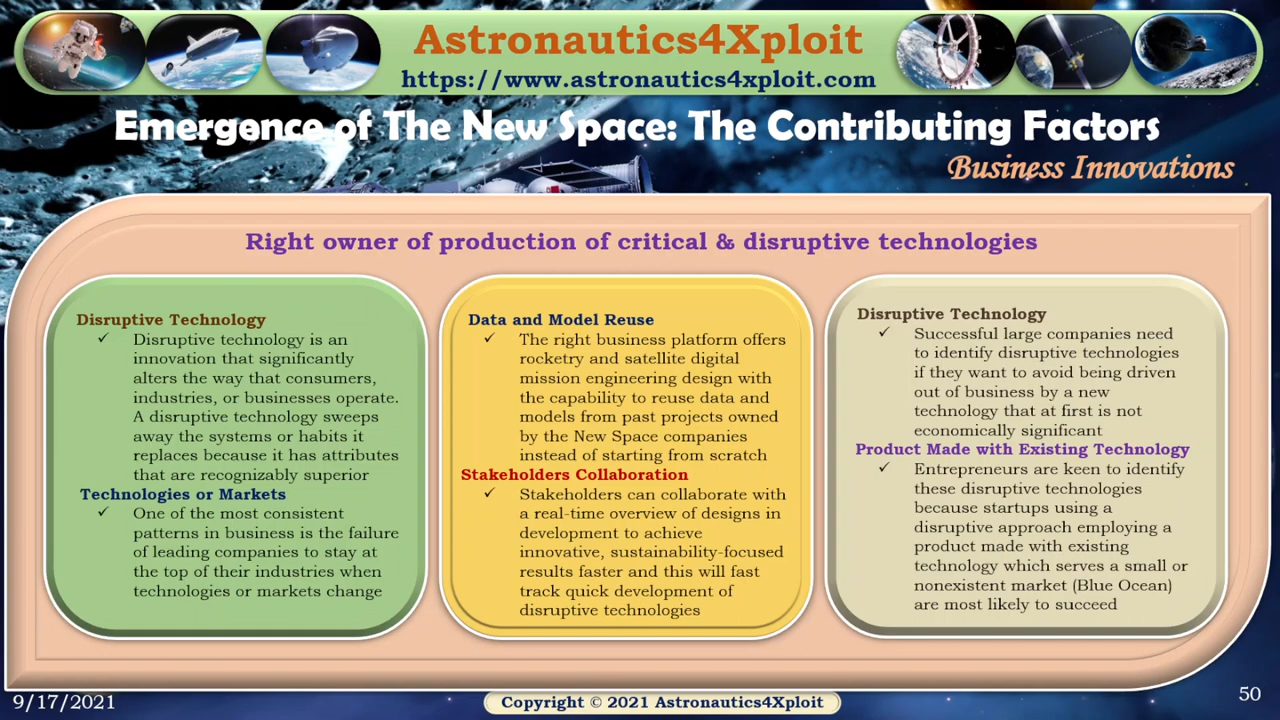 Astronautics4Xploit
https://www.astronautics4xploit.com
Emergence of The New Space: The Contributing Factors
Business Innovations
Right owner of production of critical & disruptive technologies
Disruptive Technology
✓ Disruptive technology is an
innovation that significantly
alters the way that consumers,
industries, or businesses operate.
A disruptive technology sweeps
away the systems or habits it
replaces because it has attributes
that are recognizably superior
Technologies or Markets
✓ One of the most consistent
patterns in business is the failure
of leading companies to stay at
the top of their industries when
technologies or markets change
Data and Model Reuse
✓ The right business platform offers
rocketry and satellite digital
mission engineering design with
the capability to reuse data and
models from past projects owned
by the New Space companies
instead of starting from scratch
Stakeholders Collaboration
✓ Stakeholders can collaborate with
a real-time overview of designs in
development to achieve
innovative, sustainability-focused
results faster and this will fast
track quick development of
disruptive technologies
Disruptive Technology
✓ Successful large companies need
to identify disruptive technologies
if they want to avoid being driven
out of business by a new
technology that at first is not
economically significant
Product Made with Existing Technology
✓ Entrepreneurs are keen to identify
these disruptive technologies
because startups using a
disruptive approach employing a
product made with existing
technology which serves a small or
nonexistent market (Blue Ocean)
are most likely to succeed
9/17/2021
Copyright © 2021 Astronautics4Xploit
50